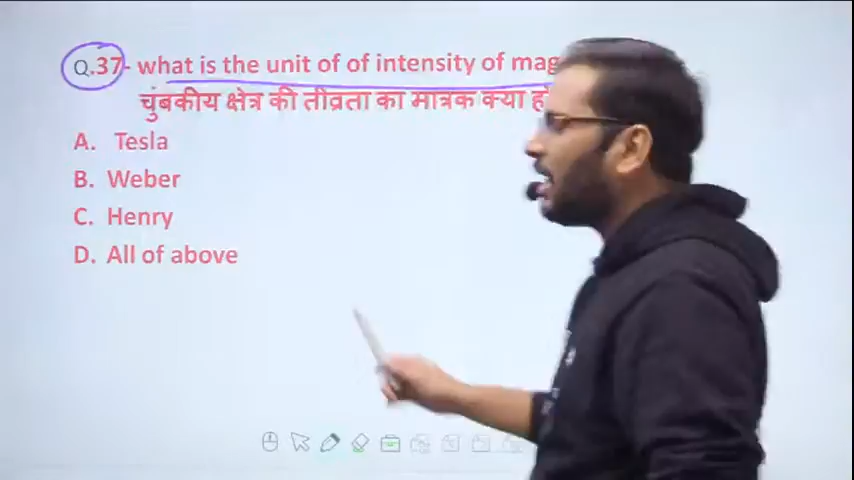 Q.37- what is the unit of of intensity of mag
चुंबकीय क्षेत्र की तीव्रता का मात्रक क्या
A. Tesla
B. Weber
C. Henry
D. All of above